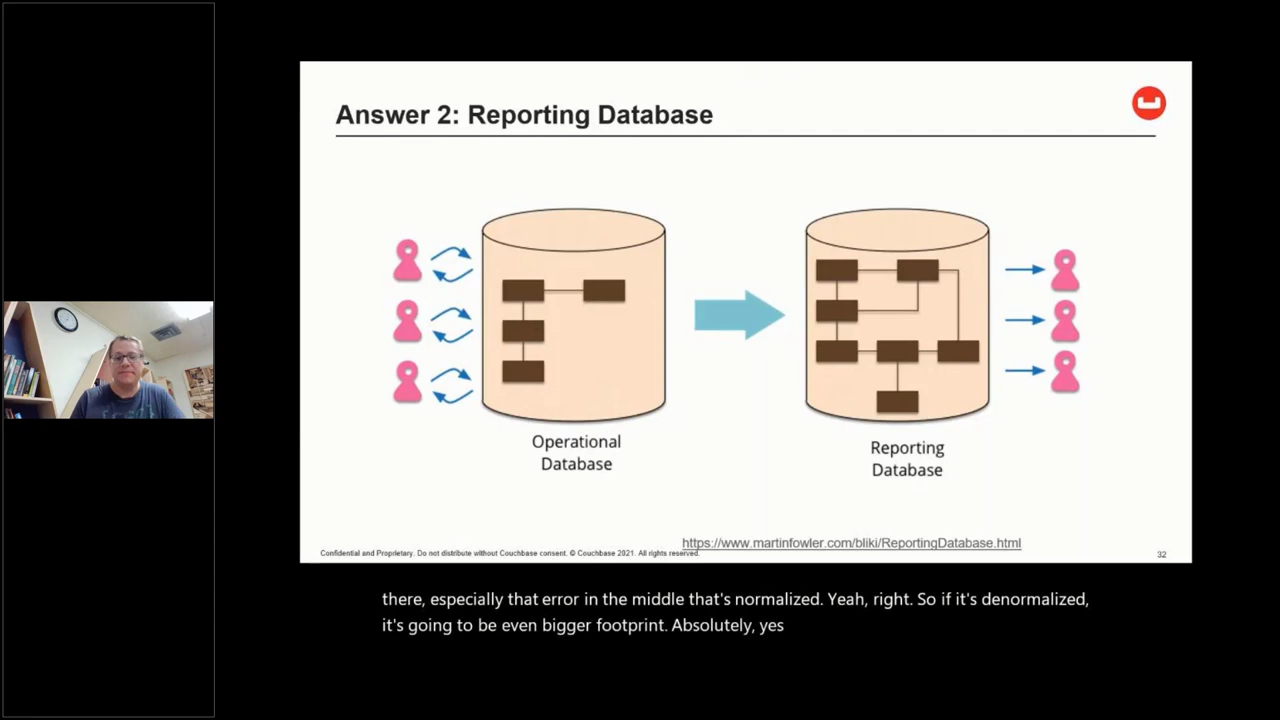 Answer 2: Reporting Database
Operational
Database
Reporting
Database
https://www.martinfowler.com/bliki/ReportingDatabase.html
Confidential and Proprietary. Do not distribute without Couchbase consent. © Couchbase 2021. All rights reserved.
32
there, especially that error in the middle that's normalized. Yeah, right. So if it's denormalized,
it's going to be even bigger footprint. Absolutely, yes